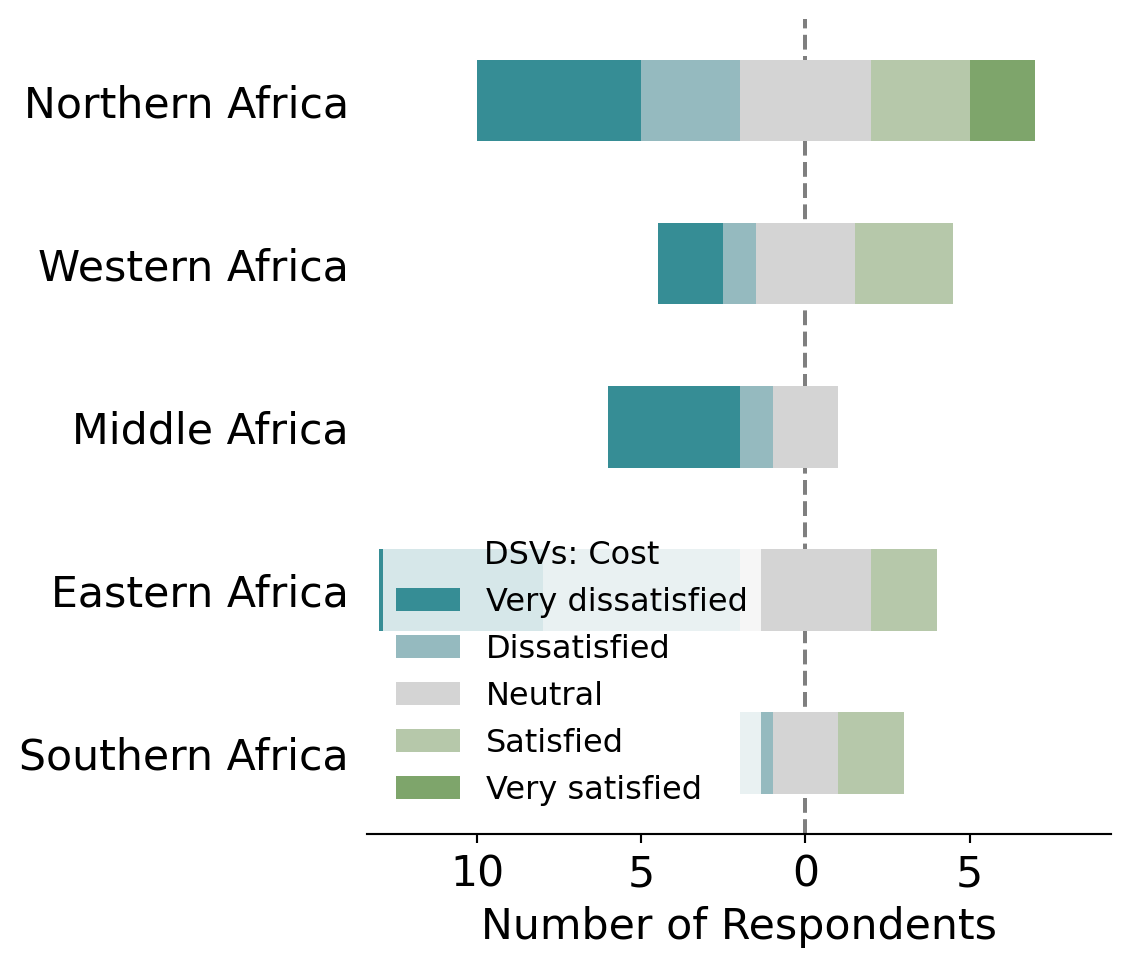 Northern Africa
Western Africa
Middle Africa
Eastern Africa
Southern Africa
DSVs: Cost
Very dissatisfied
Dissatisfied
Neutral
Satisfied
Very satisfied
10 5 0 5
Number of Respondents